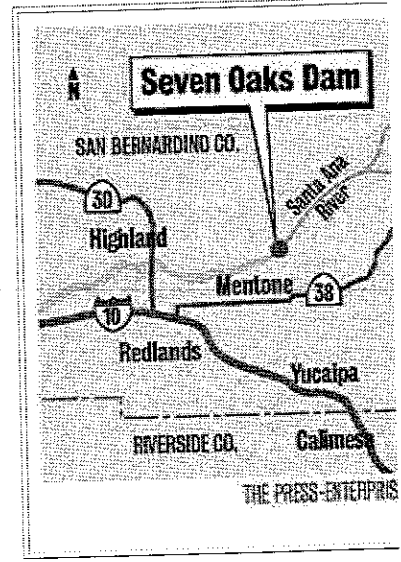 N
Seven Oaks Dam
SAN BERNARDINO CO.
Santa Ana
River
30
Highland
Mentone
38
10
Redlands
Yucaipa
RIVERSIDE CO.
Calimesa
THE PRESS-ENTERPRIS